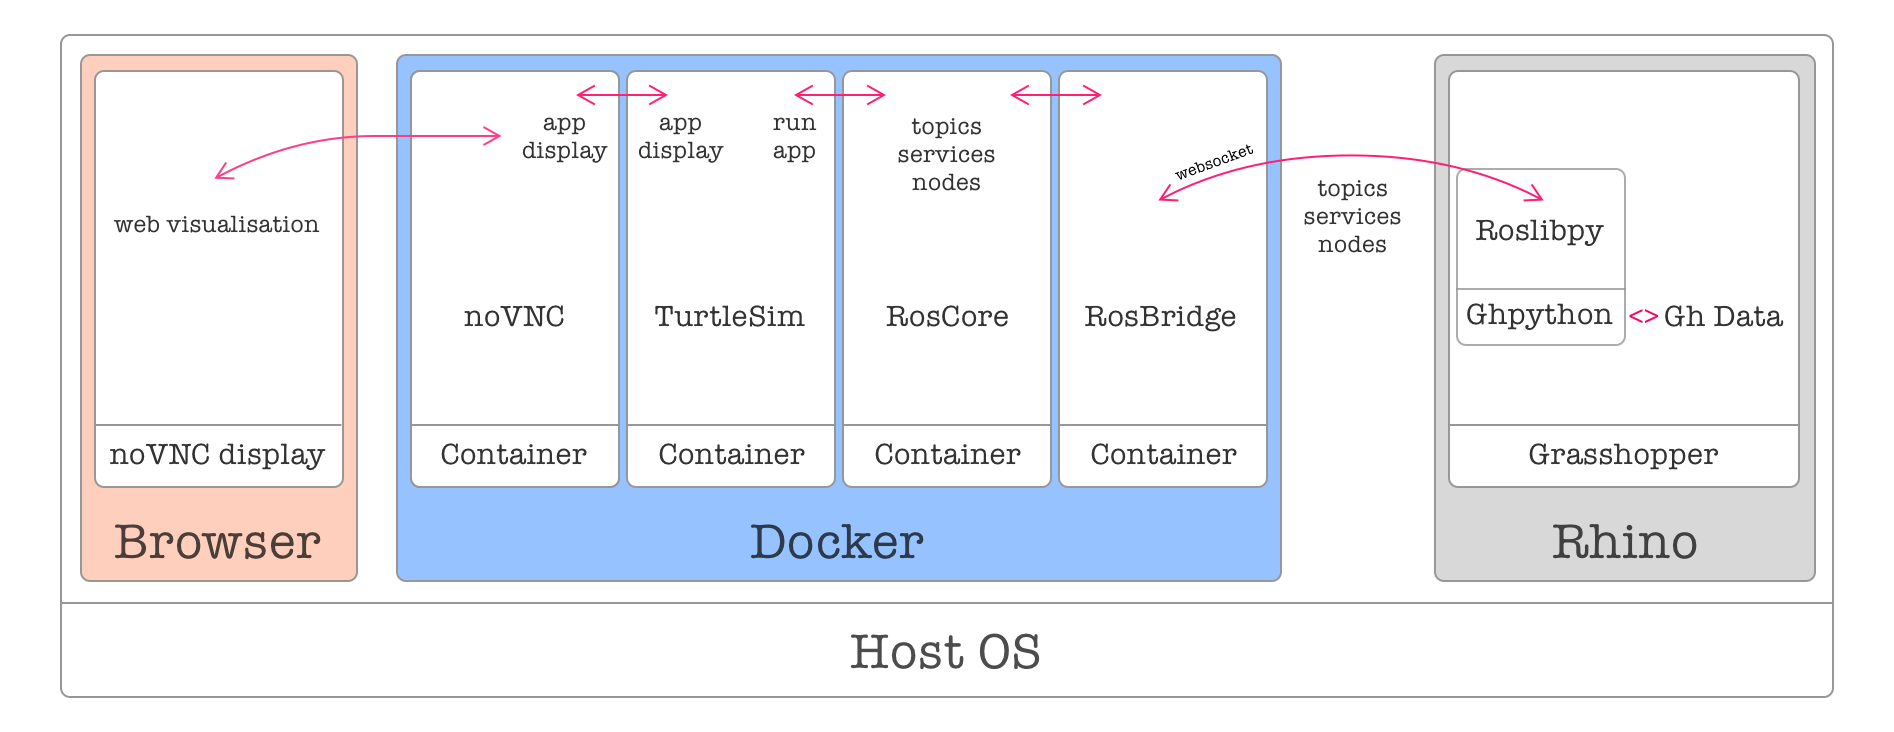 web visualisation
noVNC display
Browser
app
display
noVNC
Container
app
display
run
app
TurtleSim
Container
topics
services
nodes
RosCore
Container
websocket
RosBridge
Container
Docker
topics
services
nodes
Roslibpy
Ghpython
<> Gh Data
Grasshopper
Rhino
Host OS